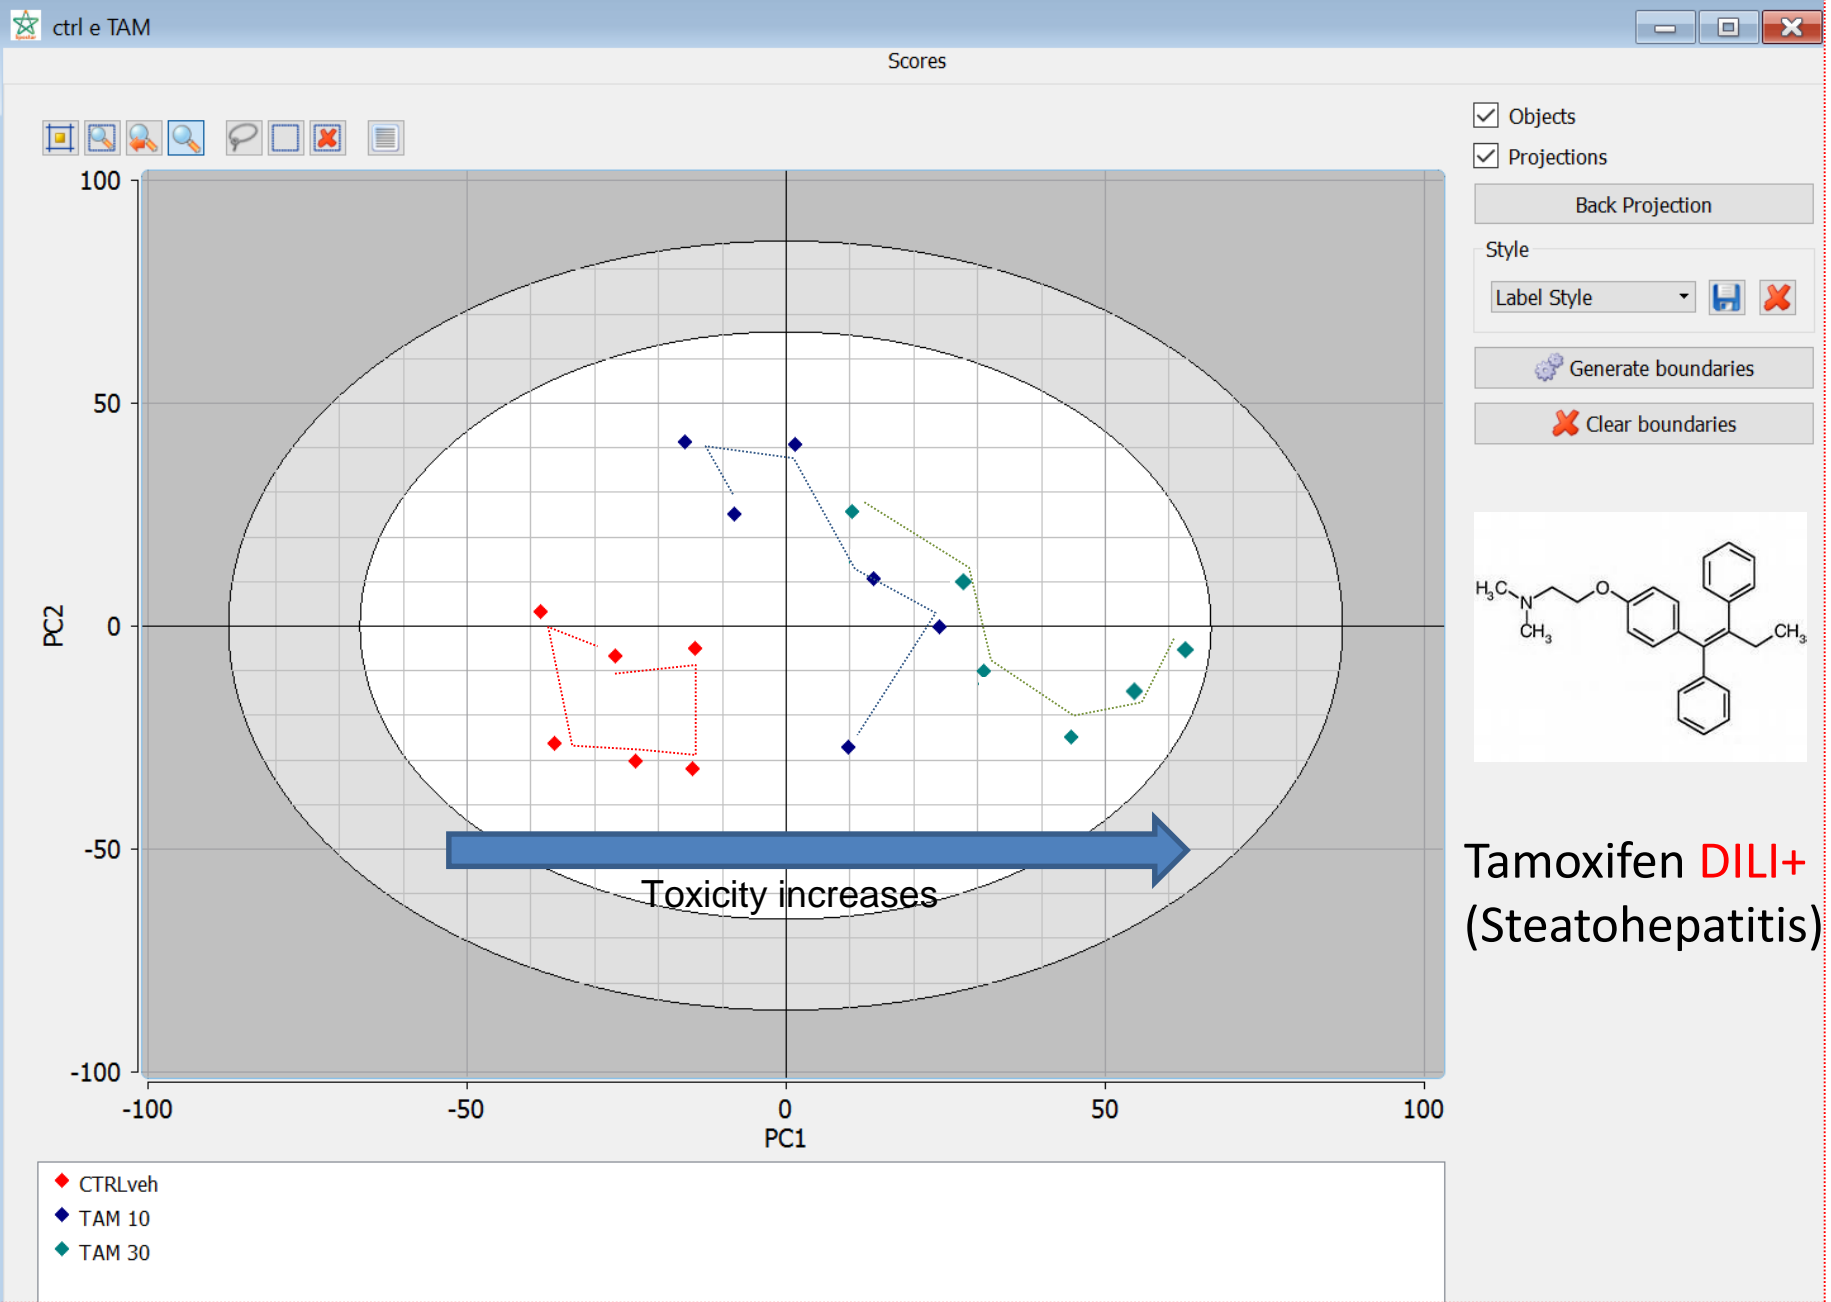 ctrl e TAM
Scores
Objects
Projections
Back Projection
Style
Label Style
Generate boundaries
Clear boundaries
100
50
0
-50
-100
PC2
-100
-50
0
50
100
PC1
Toxicity increases
H3C
N
CH3
O
CH3
Tamoxifen DILI+
(Steatohepatitis)
CTRLveh
TAM 10
TAM 30